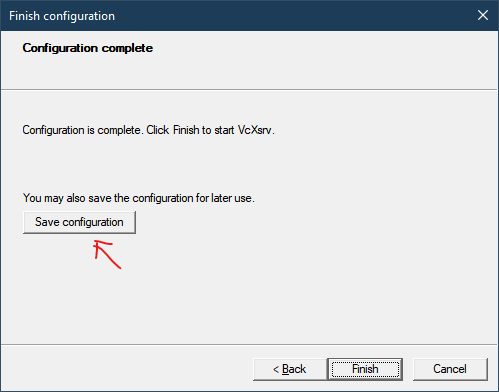 Finish configuration
Configuration complete
Configuration is complete. Click Finish to start VcXsrv.
You may also save the configuration for later use.
Save configuration
< Back
Finish
Cancel